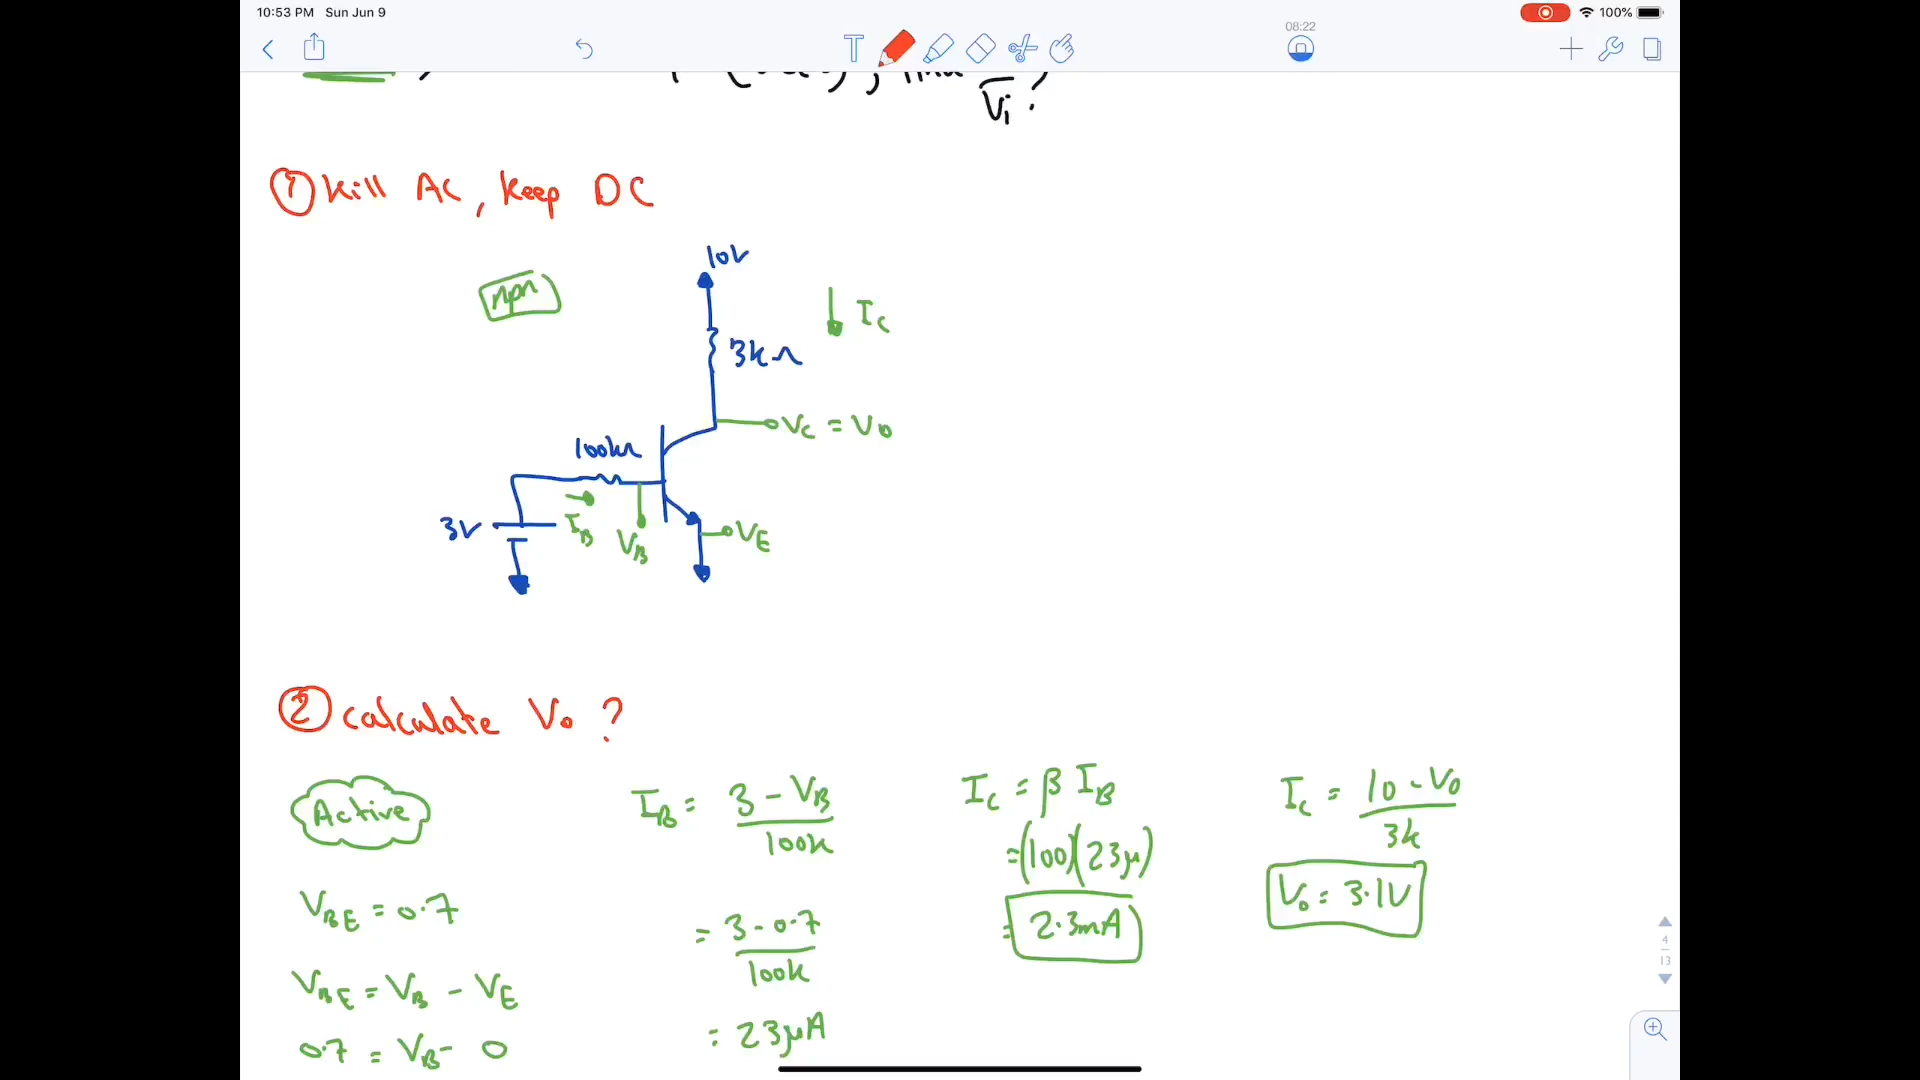 10:53 PM Sun Jun 9
100%
08:22
T
Vi ?
① kill AC, keep DC
npn
10V
IC
3kΩ
VC = Vo
100kΩ
3V
IB
VB
VE
② calculate Vo ?
Active
VBE = 0.7
VBE = VB - VE
0.7 = VB - 0
IB = 3 - VB / 100k
= 3 - 0.7 / 100k
= 23μA
IC = β IB
= (100)(23μ)
= 2.3mA
IC = 10 - Vo / 3k
Vo = 3.1V
4
13